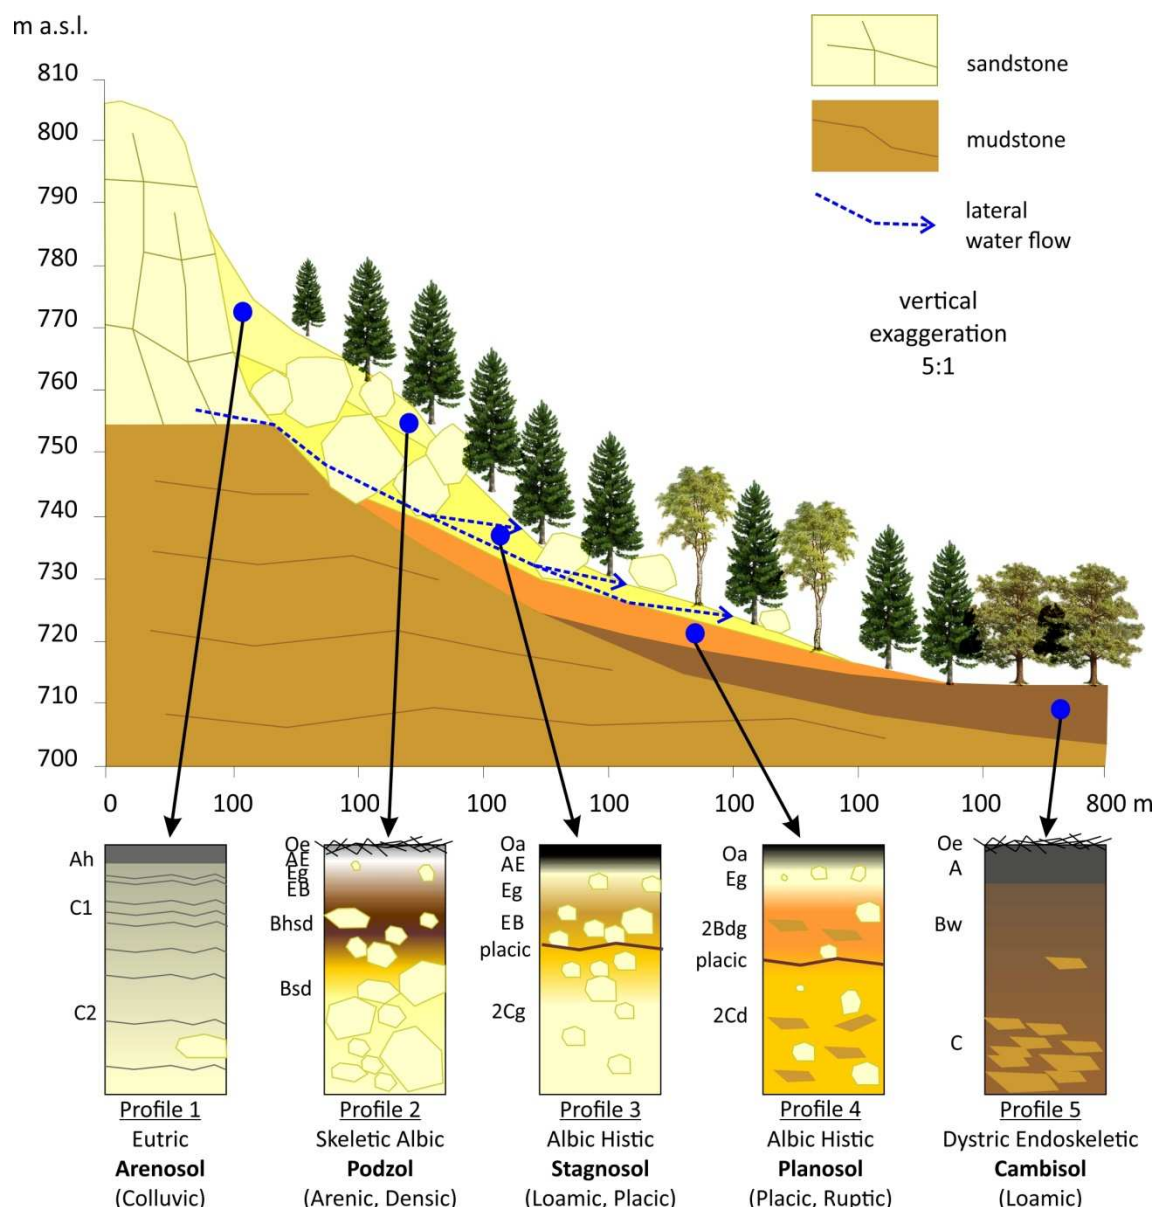 m a.s.l.
810
800
790
780
770
760
750
740
730
720
710
700
sandstone
mudstone
lateral
water flow
vertical
exaggeration
5:1
0 100 100 100 100 100 100 100 800 m
Ah
C1
C2
Profile 1
Eutric
Arenosol
(Colluvic)
Oe
AE
Eg
EB
Bhsd
Bsd
Profile 2
Skeletic Albic
Podzol
(Arenic, Densic)
Oa
AE
Eg
EB
placic
2Cg
Profile 3
Albic Histic
Stagnosol
(Loamic, Placic)
Oa
Eg
2Bdg
placic
2Cd
Profile 4
Albic Histic
Planosol
(Placic, Ruptic)
Oe
A
Bw
C
Profile 5
Dystric Endoskeletic
Cambisol
(Loamic)